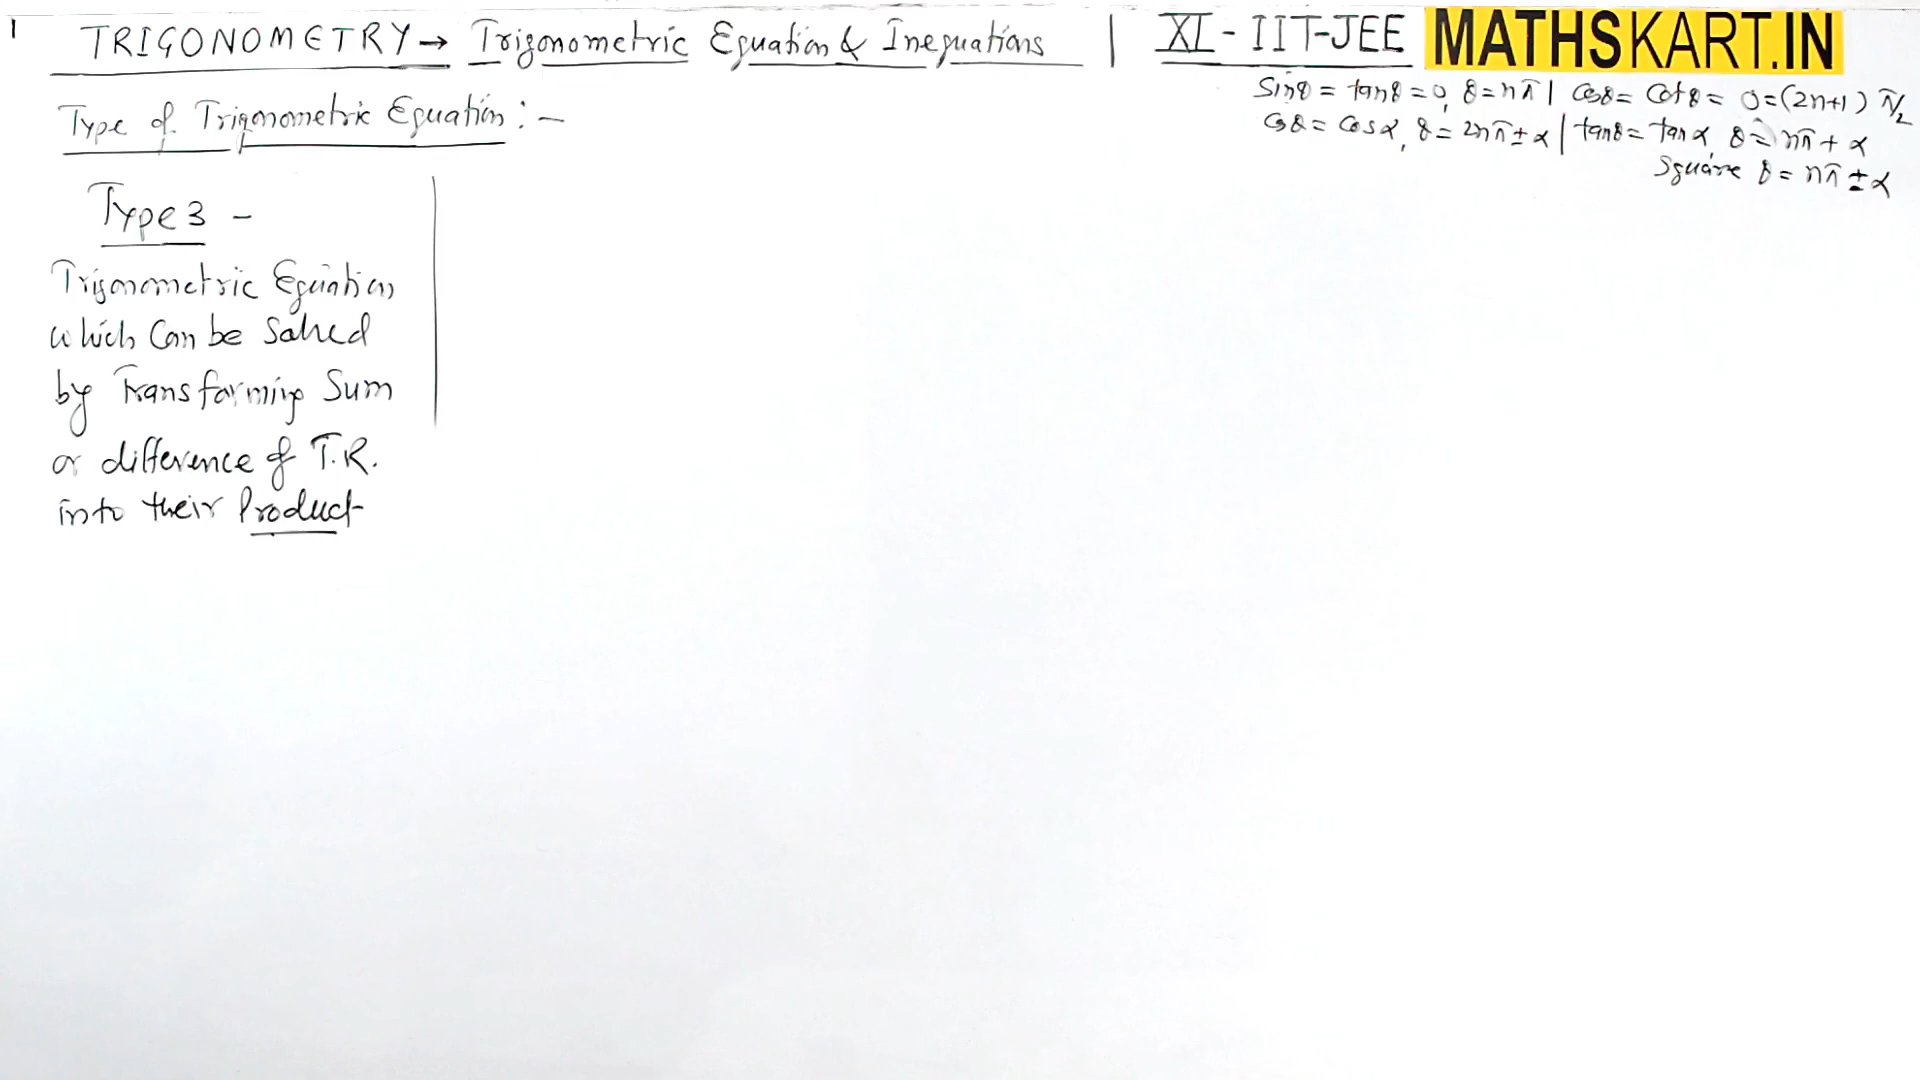 1
TRIGONOMETRY → Trigonometric Equation & Inequations | XI - IIT-JEE MATHSKART.IN
Sinθ = tanθ = 0, θ = nπ | Cosθ = Cotθ = 0 = (2n+1) π/2
Type of Trigonometric Equation : -
Cosθ = Cosα, θ = 2nπ ± α | tanθ = tanα, θ = nπ + α
Square θ = nπ ± α
Type 3 -
Trigonometric Equation
which Can be Solved
by Transforming Sum
or difference of T.R.
into their Product